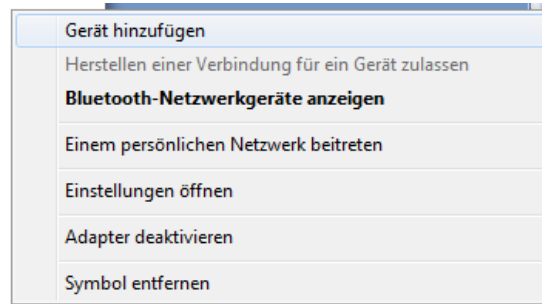 Gerät hinzufügen
Herstellen einer Verbindung für ein Gerät zulassen
Bluetooth-Netzwerkgeräte anzeigen
Einem persönlichen Netzwerk beitreten
Einstellungen öffnen
Adapter deaktivieren
Symbol entfernen